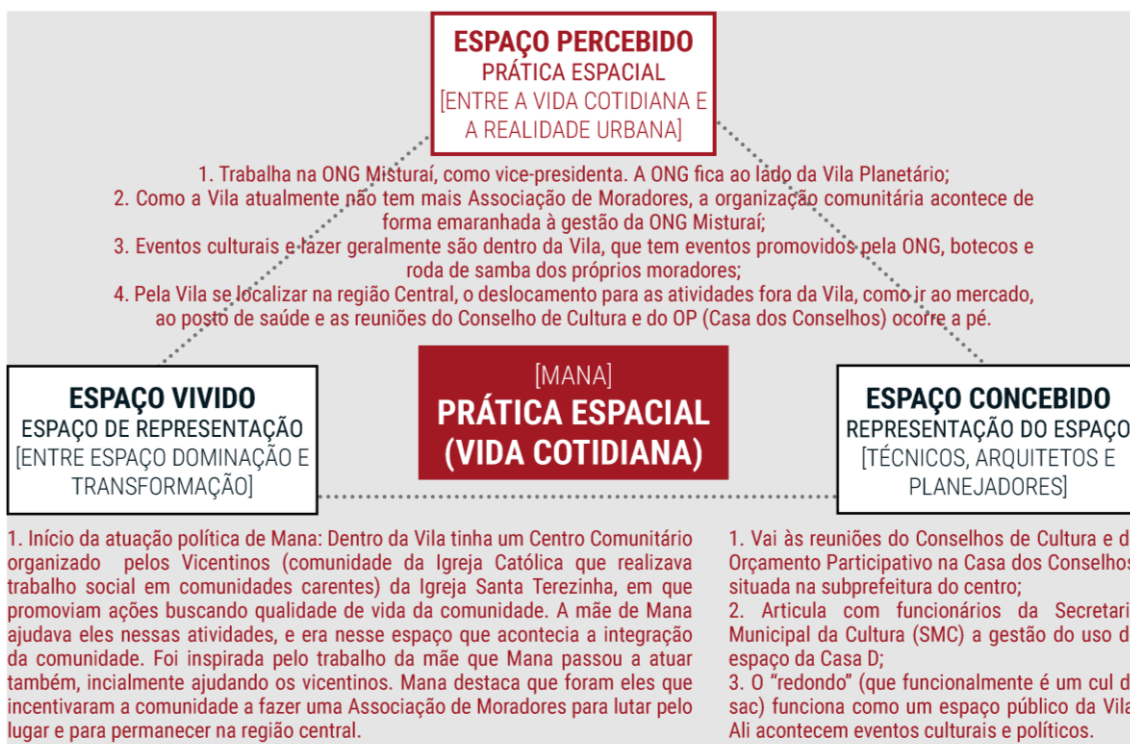 ESPAÇO PERCEBIDO
PRÁTICA ESPACIAL
[ENTRE A VIDA COTIDIANA E
A REALIDADE URBANA]
1. Trabalha na ONG Misturaí, como vice-presidenta. A ONG fica ao lado da Vila Planetário;
2. Como a Vila atualmente não tem mais Associação de Moradores, a organização comunitária acontece de
forma emaranhada à gestão da ONG Misturaí;
3. Eventos culturais e lazer geralmente são dentro da Vila, que tem eventos promovidos pela ONG, botecos e
roda de samba dos próprios moradores;
4. Pela Vila se localizar na região Central, o deslocamento para as atividades fora da Vila, como ir ao mercado,
ao posto de saúde e as reuniões do Conselho de Cultura e do OP (Casa dos Conselhos) ocorre a pé.
ESPAÇO VIVIDO
ESPAÇO DE REPRESENTAÇÃO
[ENTRE ESPAÇO DOMINAÇÃO E
TRANSFORMAÇÃO]
[MANA]
PRÁTICA ESPACIAL
(VIDA COTIDIANA)
ESPAÇO CONCEBIDO
REPRESENTAÇÃO DO ESPAÇO
[TÉCNICOS, ARQUITETOS E
PLANEJADORES]
1. Início da atuação política de Mana: Dentro da Vila tinha um Centro Comunitário
organizado pelos Vicentinos (comunidade da Igreja Católica que realizava
trabalho social em comunidades carentes) da Igreja Santa Terezinha, em que
promoviam ações buscando qualidade de vida da comunidade. A mãe de Mana
ajudava eles nessas atividades, e era nesse espaço que acontecia a integração
da comunidade. Foi inspirada pelo trabalho da mãe que Mana passou a atuar
também, incialmente ajudando os vicentinos. Mana destaca que foram eles que
incentivaram a comunidade a fazer uma Associação de Moradores para lutar pelo
lugar e para permanecer na região central.
1. Vai às reuniões do Conselhos de Cultura e d
Orçamento Participativo na Casa dos Conselhos
situada na subprefeitura do centro;
2. Articula com funcionários da Secretari
Municipal da Cultura (SMC) a gestão do uso d
espaço da Casa D;
3. O “redondo” (que funcionalmente é um cul d
sac) funciona como um espaço público da Vila
Ali acontecem eventos culturais e políticos.